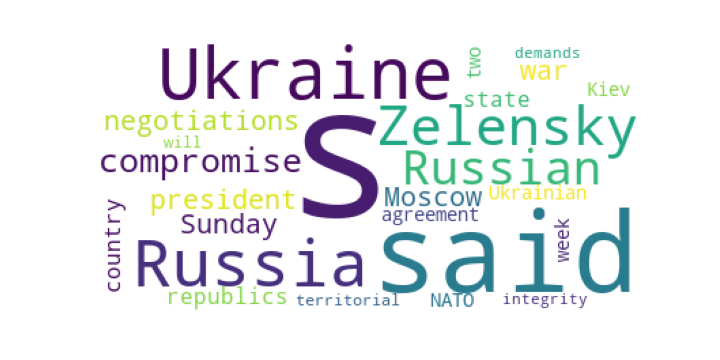 demands
Ukraine two war
state Kiev
negotiations s Zelensky
will
compromise Russian
president Moscow Ukrainian
country Sunday agreement week
Russia said
republics territorial NATO integrity